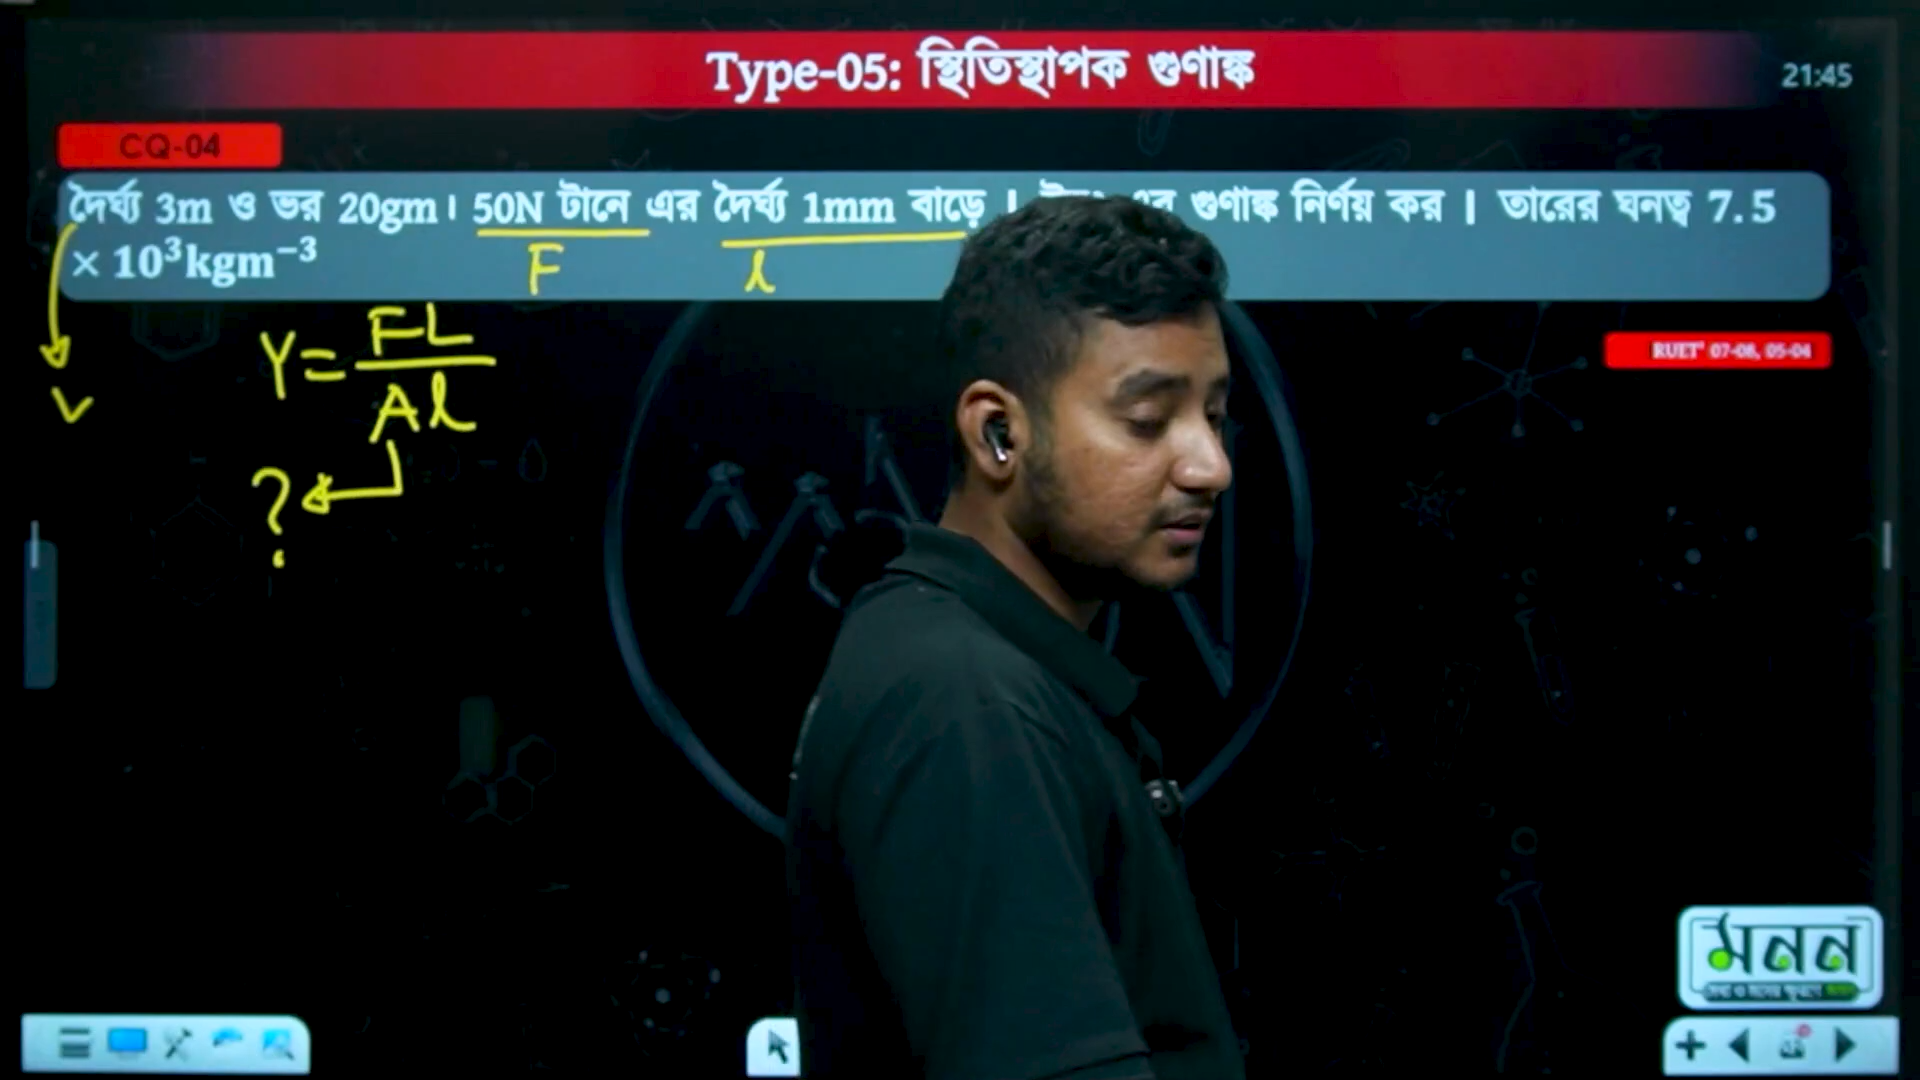 Type-05: স্থিতিস্থাপক গুণাঙ্ক
21:45
CQ-04
দৈর্ঘ্য 3m ও ভর 20gm। 50N টানে এর দৈর্ঘ্য 1mm বাড়ে । এর গুণাঙ্ক নির্ণয় কর | তারের ঘনত্ব 7.5
× 10³kgm⁻³
F
l
Y = FL
Al
v
?
RUET' 07-08, 05-04
মনন